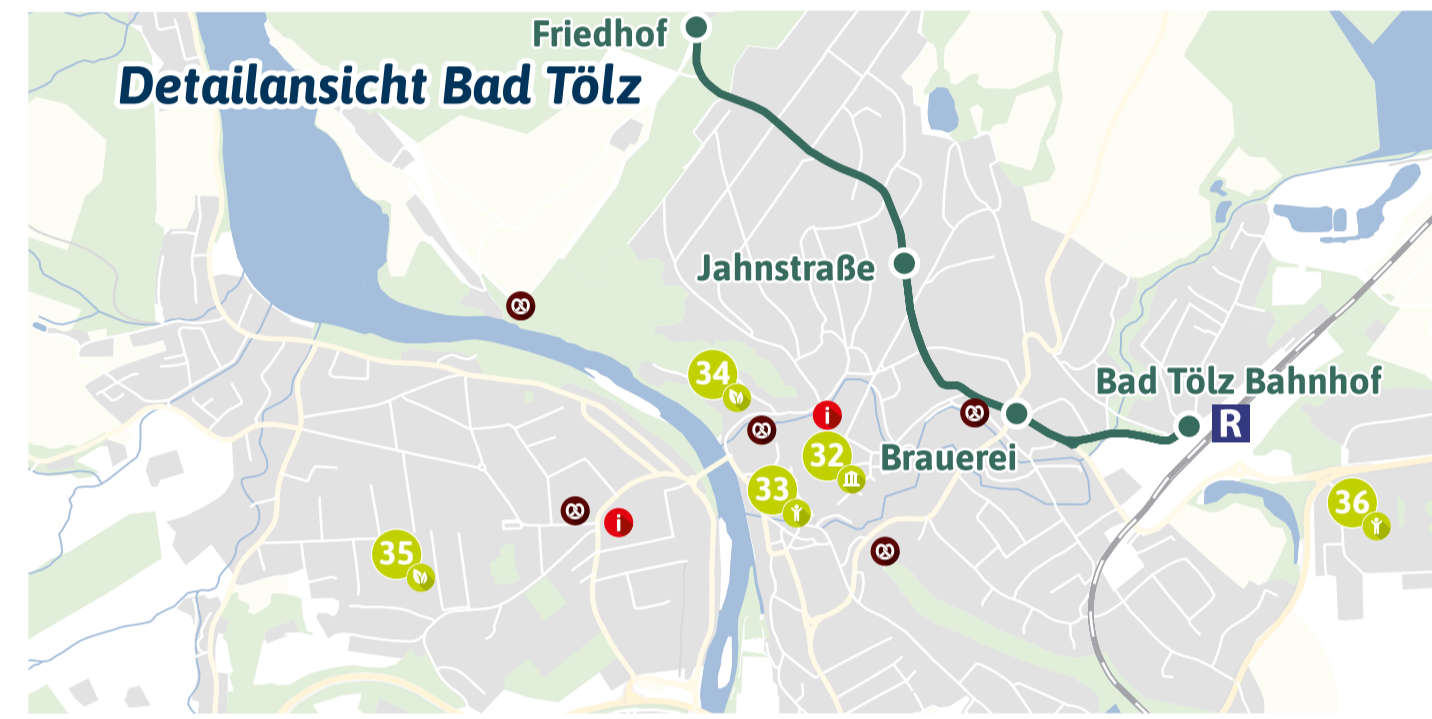 Friedhof
Detailansicht Bad Tölz
Jahnstraße
34
Bad Tölz Bahnhof
i
R
32
Brauerei
33
36
i
35